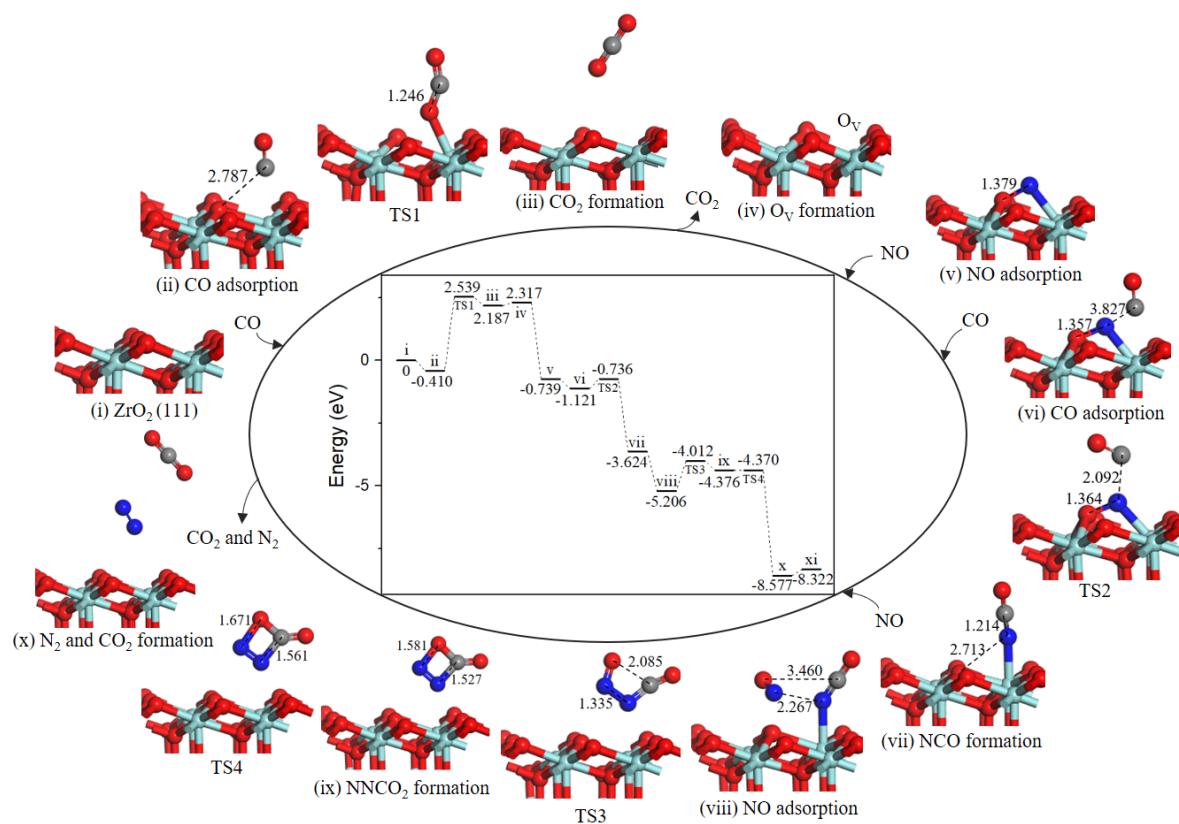 1.246
TS1
(iii) CO₂ formation
Oᵥ
(iv) Oᵥ formation
2.787
(ii) CO adsorption
CO₂
NO
1.379
(v) NO adsorption
CO
(i) ZrO₂ (111)
CO
1.357
3.827
(vi) CO adsorption
Energy (eV)
0
-5
i
0
ii
-0.410
2.539
TS1
iii
2.187
2.317
iv
v
-0.739
vi
-1.121
-0.736
TS2
vii
-3.624
viii
-5.206
-4.012
TS3
ix
-4.376
-4.370
TS4
x
-8.577
xi
-8.322
2.092
1.364
TS2
CO₂ and N₂
NO
(x) N₂ and CO₂ formation
1.671
1.561
TS4
1.581
1.527
(ix) NNCO₂ formation
2.085
1.335
TS3
3.460
2.267
(viii) NO adsorption
1.214
2.713
(vii) NCO formation